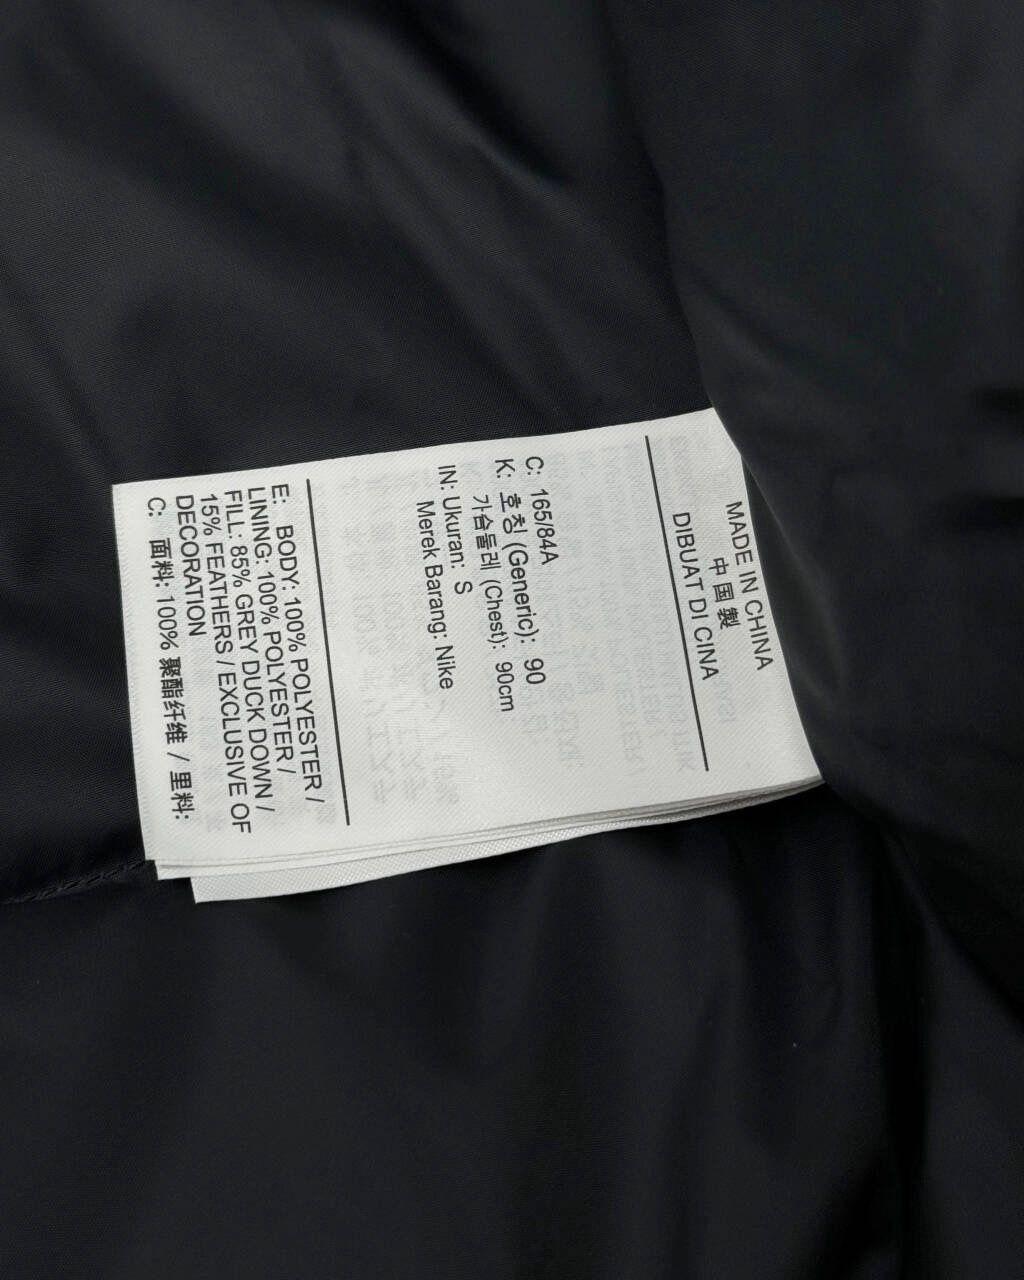 MADE IN CHINA
中国製
DIBUAT DI CINA
C: 165/84A
K: 호칭 (Generic): 90
가슴둘레 (Chest): 90cm
IN: Ukuran: S
Merek Barang: Nike
E: BODY: 100% POLYESTER /
LINING: 100% POLYESTER /
FILL: 85% GREY DUCK DOWN /
15% FEATHERS / EXCLUSIVE OF
DECORATION
C: 面料: 100% 聚酯纤维 / 里料: